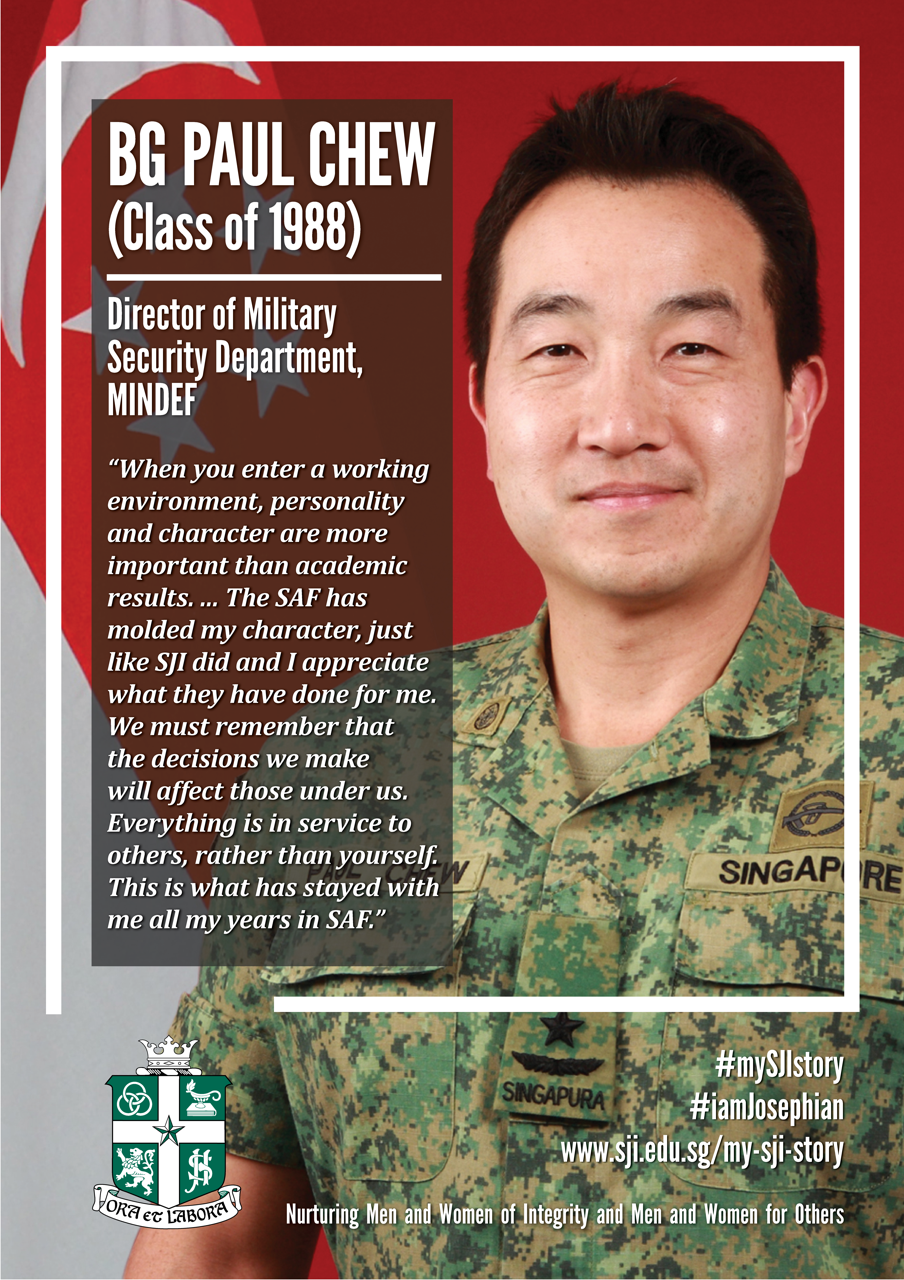 BG PAUL CHEW
(Class of 1988)
Director of Military
Security Department,
MINDEF
“When you enter a working
environment, personality
and character are more
important than academic
results. ... The SAF has
molded my character, just
like SJI did and I appreciate
what they have done for me.
We must remember that
the decisions we make
will affect those under us.
Everything is in service to
others, rather than yourself.
This is what has stayed with
me all my years in SAF.”
PAUL CHEW
SINGAPORE
SINGAPURA
#mySJIstory
#iamJosephian
www.sji.edu.sg/my-sji-story
ORA ET LABORA
Nurturing Men and Women of Integrity and Men and Women for Others